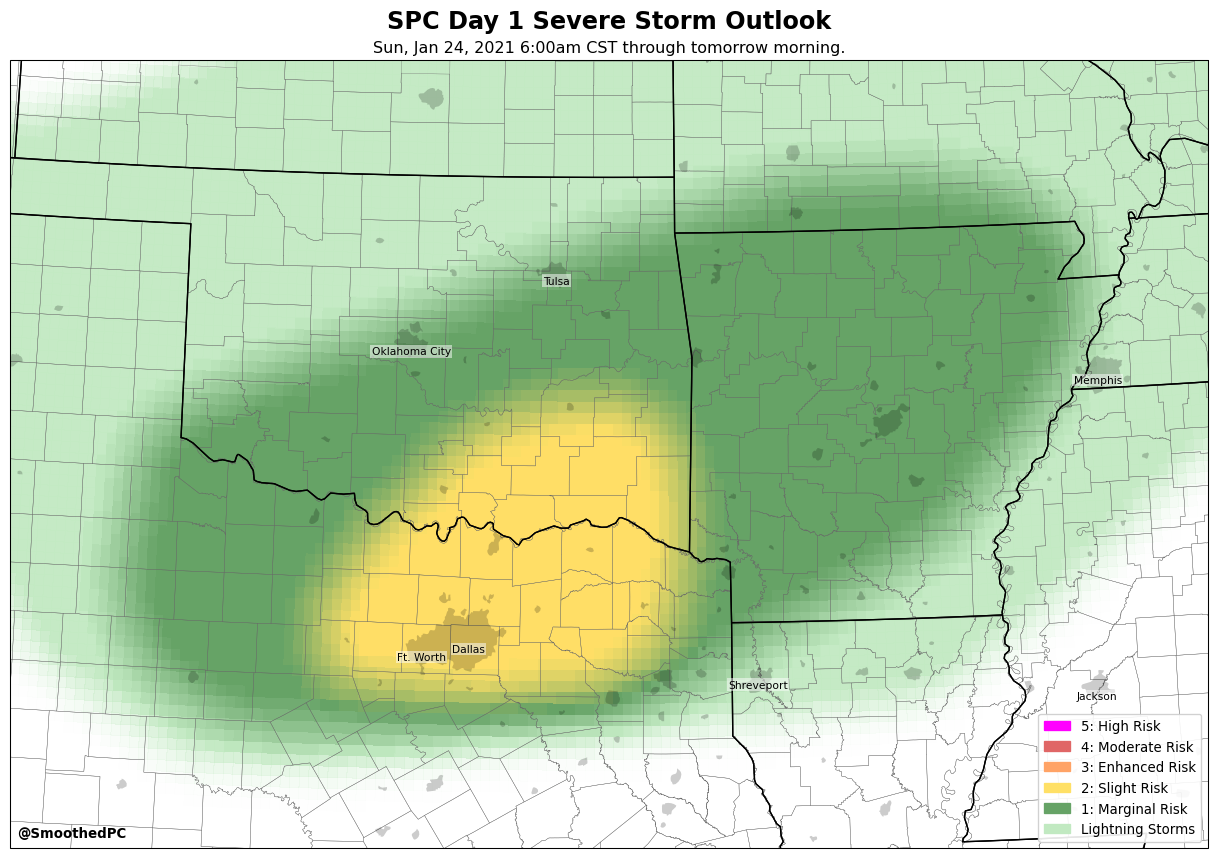 SPC Day 1 Severe Storm Outlook
Sun, Jan 24, 2021 6:00am CST through tomorrow morning.
Tulsa
Oklahoma City
Memphis
Ft. Worth
Dallas
Shreveport
Jackson
5: High Risk
4: Moderate Risk
3: Enhanced Risk
2: Slight Risk
1: Marginal Risk
Lightning Storms
@SmoothedPC